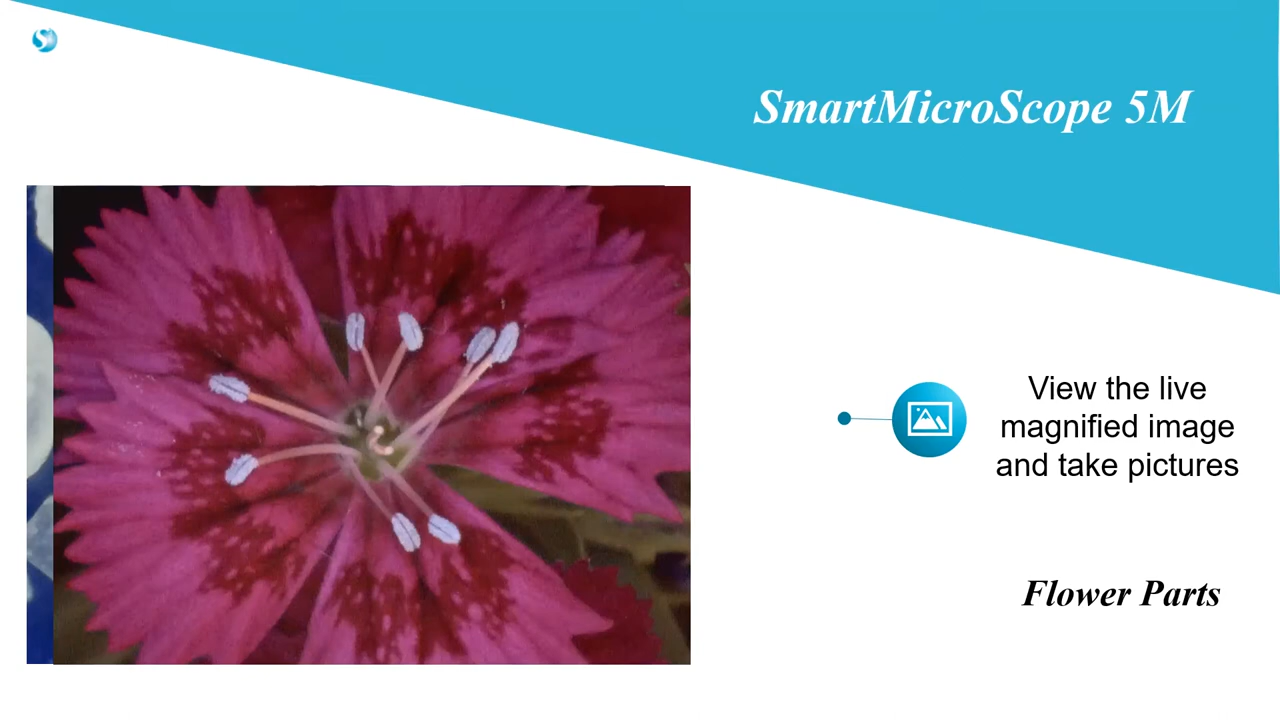 S
SmartMicroScope 5M
View the live
magnified image
and take pictures
Flower Parts